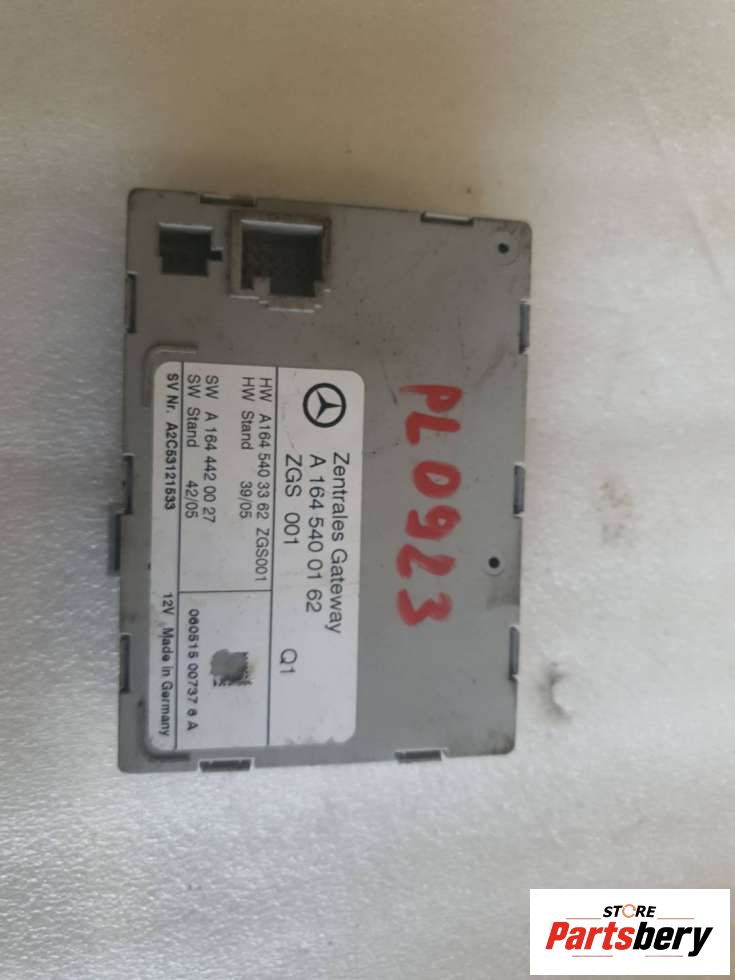 PL0923
Zentrales Gateway
A 164 540 01 62
ZGS 001
Q1
HW A164 540 33 62 ZGS001
HW Stand 39/05
SW A 164 442 00 27
SW Stand 42/05
060515 00737 8 A
SV Nr. A2C53121533
12V Made in Germany
STORE
Partsbery